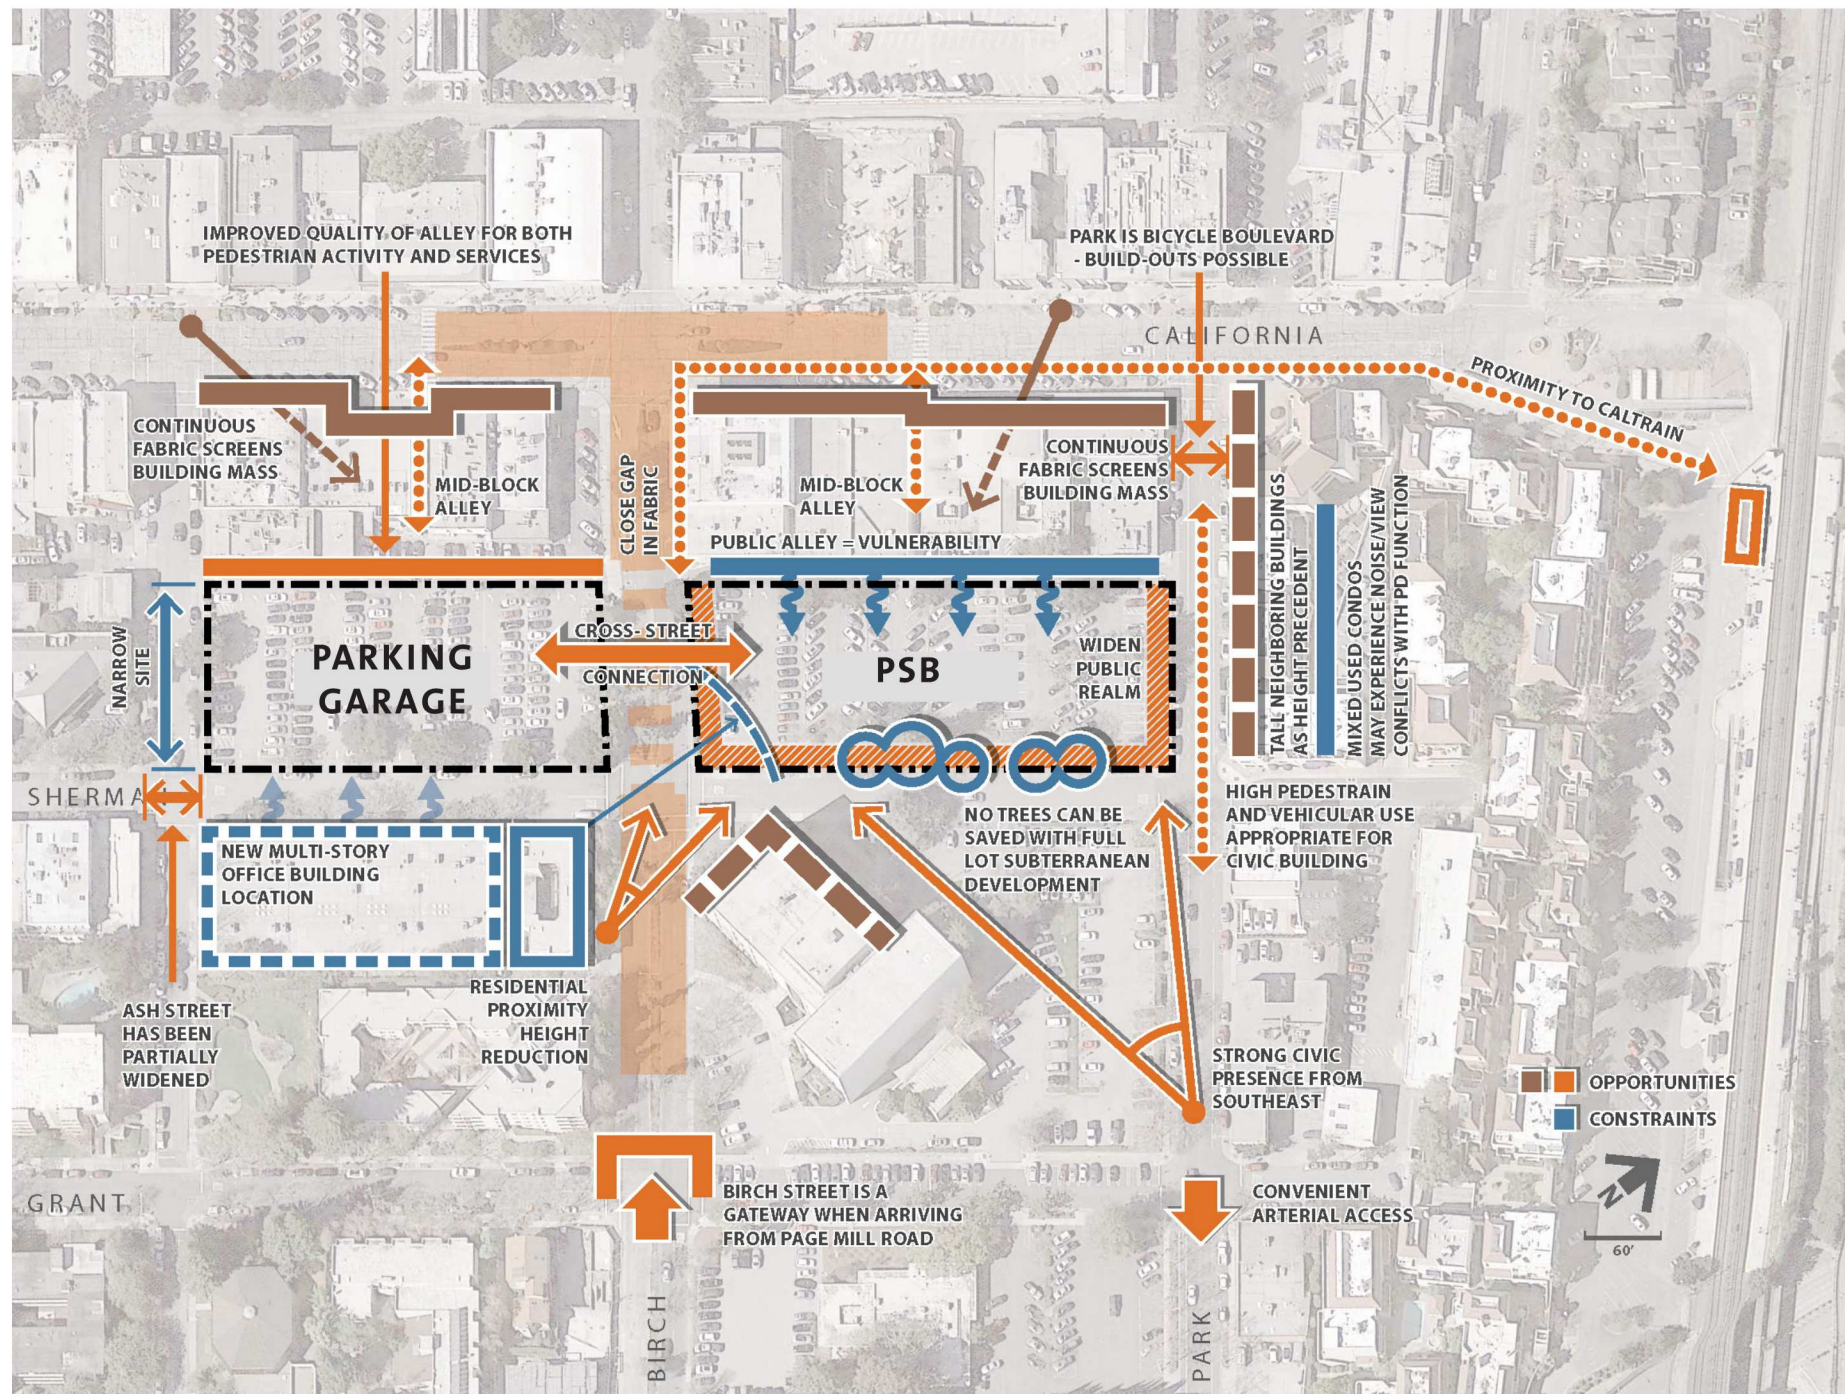 IMPROVED QUALITY OF ALLEY FOR BOTH
PEDESTRIAN ACTIVITY AND SERVICES
PARK IS BICYCLE BOULEVARD
- BUILD-OUTS POSSIBLE
CALIFORNIA
PROXIMITY TO CALTRAIN
CONTINUOUS
FABRIC SCREENS
BUILDING MASS
MID-BLOCK
ALLEY
CLOSE GAP
IN FABRIC
MID-BLOCK
ALLEY
CONTINUOUS
FABRIC SCREENS
BUILDING MASS
PUBLIC ALLEY = VULNERABILITY
TALL NEIGHBORING BUILDINGS
AS HEIGHT PRECEDENT
MIXED USED CONDOS
MAY EXPERIENCE NOISE/VIEW
CONFLICTS WITH PD FUNCTION
NARROW
SITE
PARKING
GARAGE
CROSS- STREET
CONNECTION
PSB
WIDEN
PUBLIC
REALM
SHERMA
NEW MULTI-STORY
OFFICE BUILDING
LOCATION
NO TREES CAN BE
SAVED WITH FULL
LOT SUBTERRANEAN
DEVELOPMENT
HIGH PEDESTRAIN
AND VEHICULAR USE
APPROPRIATE FOR
CIVIC BUILDING
ASH STREET
HAS BEEN
PARTIALLY
WIDENED
RESIDENTIAL
PROXIMITY
HEIGHT
REDUCTION
STRONG CIVIC
PRESENCE FROM
SOUTHEAST
OPPORTUNITIES
CONSTRAINTS
GRANT
BIRCH STREET IS A
GATEWAY WHEN ARRIVING
FROM PAGE MILL ROAD
CONVENIENT
ARTERIAL ACCESS
N
60'
BIRCH
PARK